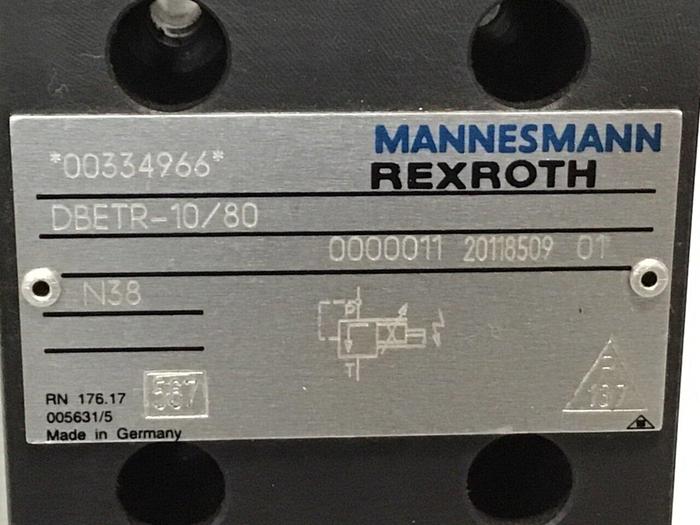 *00334966*
MANNESMANN
REXROTH
DBETR-10/80
0000011 20118509 01
N38
P
T
RN 176.17
005631/5
Made in Germany
567
137